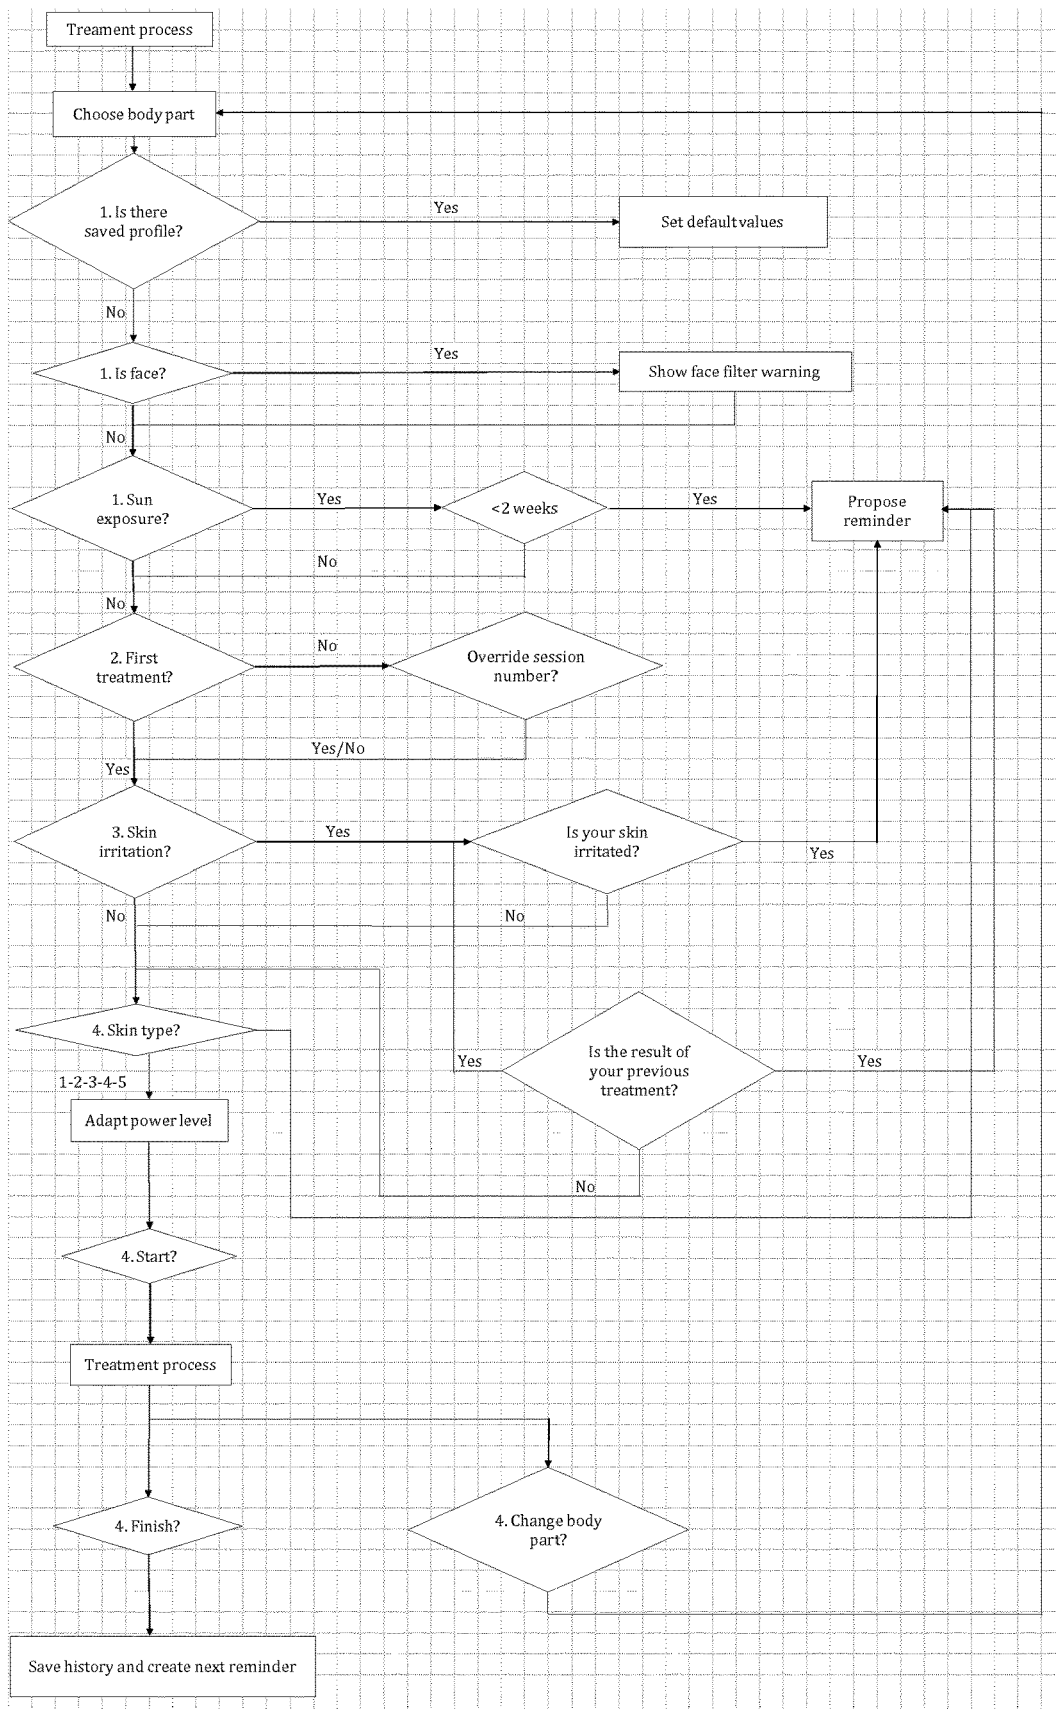 Treament process
Choose body part
1. Is there
saved profile?
Yes
Set default values
No
1. Is face?
Yes
Show face filter warning
No
1. Sun
exposure?
Yes
<2 weeks
Yes
Propose
reminder
No
No
2. First
treatment?
No
Override session
number?
Yes/No
Yes
3. Skin
irritation?
Yes
Is your skin
irritated?
Yes
No
No
4. Skin type?
Yes
Is the result of
your previous
treatment?
Yes
1-2-3-4-5
Adapt power level
No
4. Start?
Treatment process
4. Finish?
4. Change body
part?
Save history and create next reminder